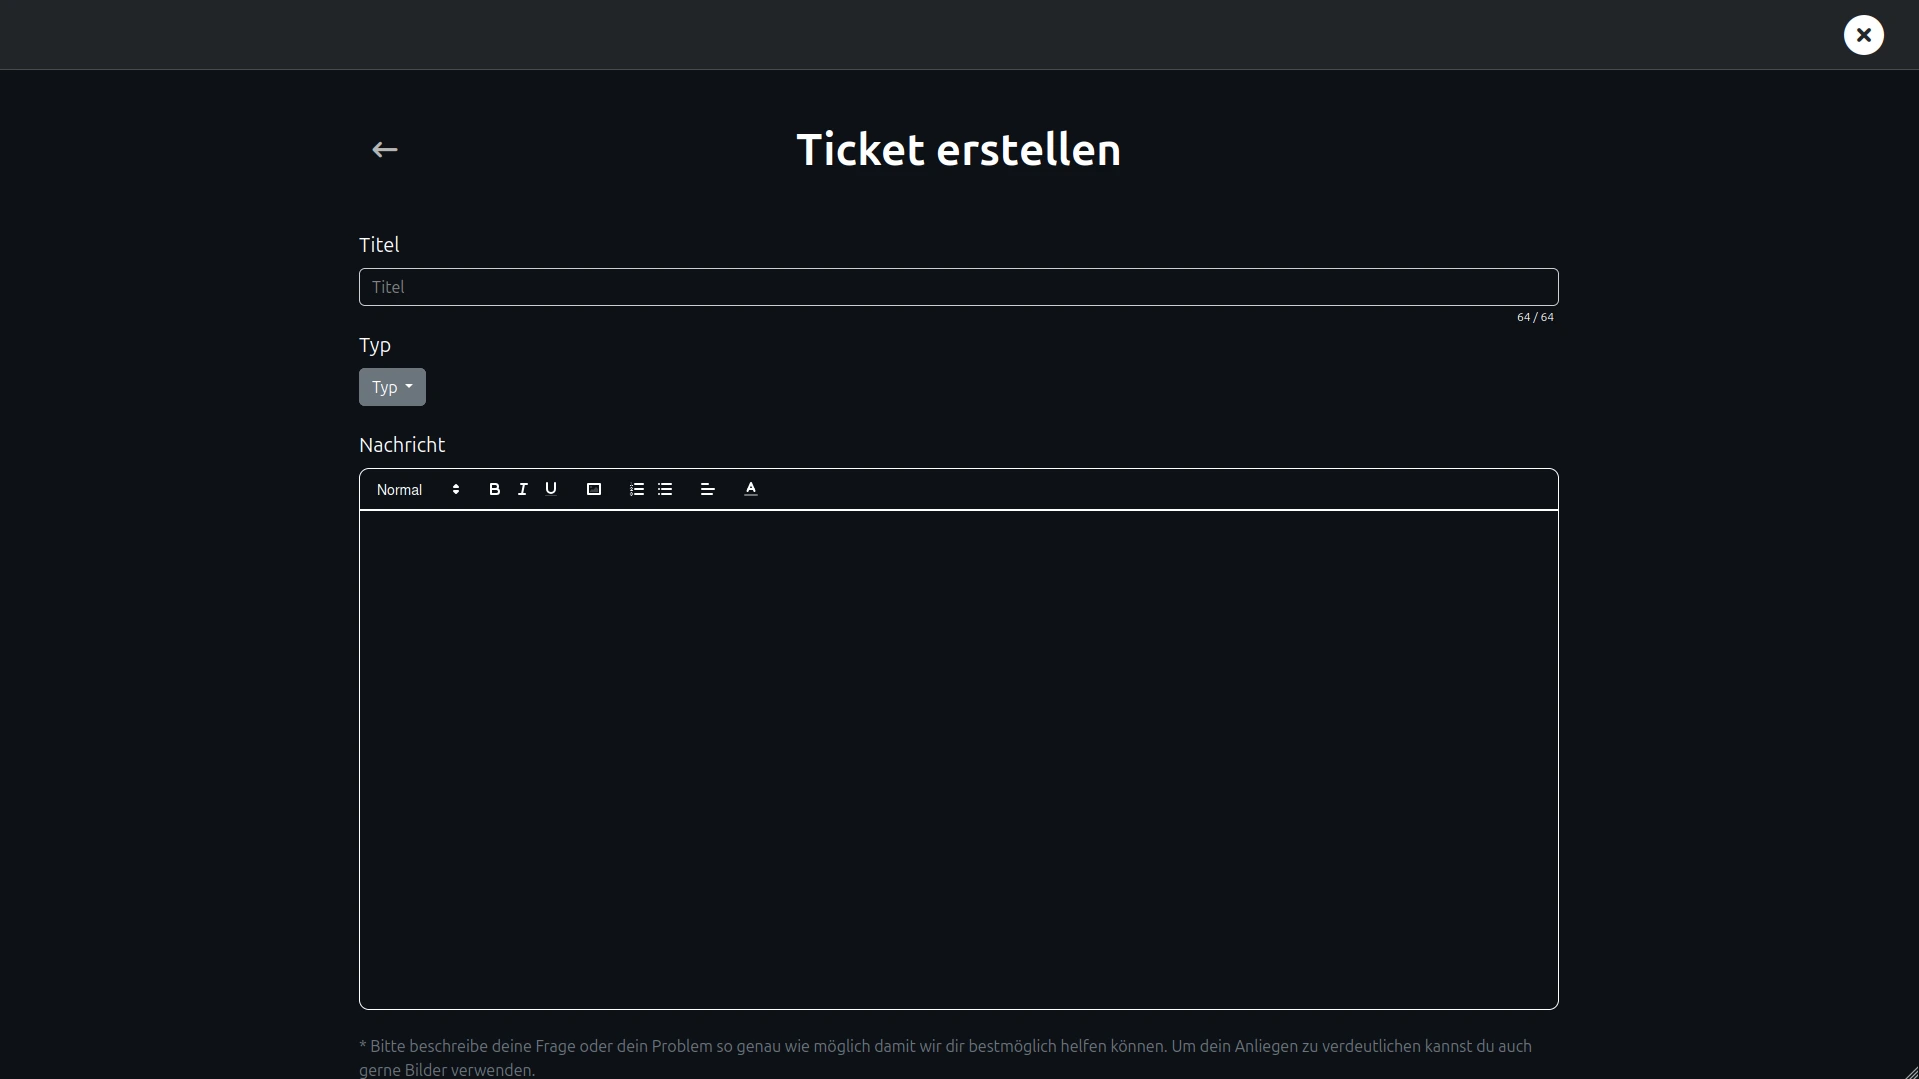 Ticket erstellen
Titel
Titel
64 / 64
Typ
Typ
Nachricht
Normal B I U A
* Bitte beschreibe deine Frage oder dein Problem so genau wie möglich damit wir dir bestmöglich helfen können. Um dein Anliegen zu verdeutlichen kannst du auch
gerne Bilder verwenden.